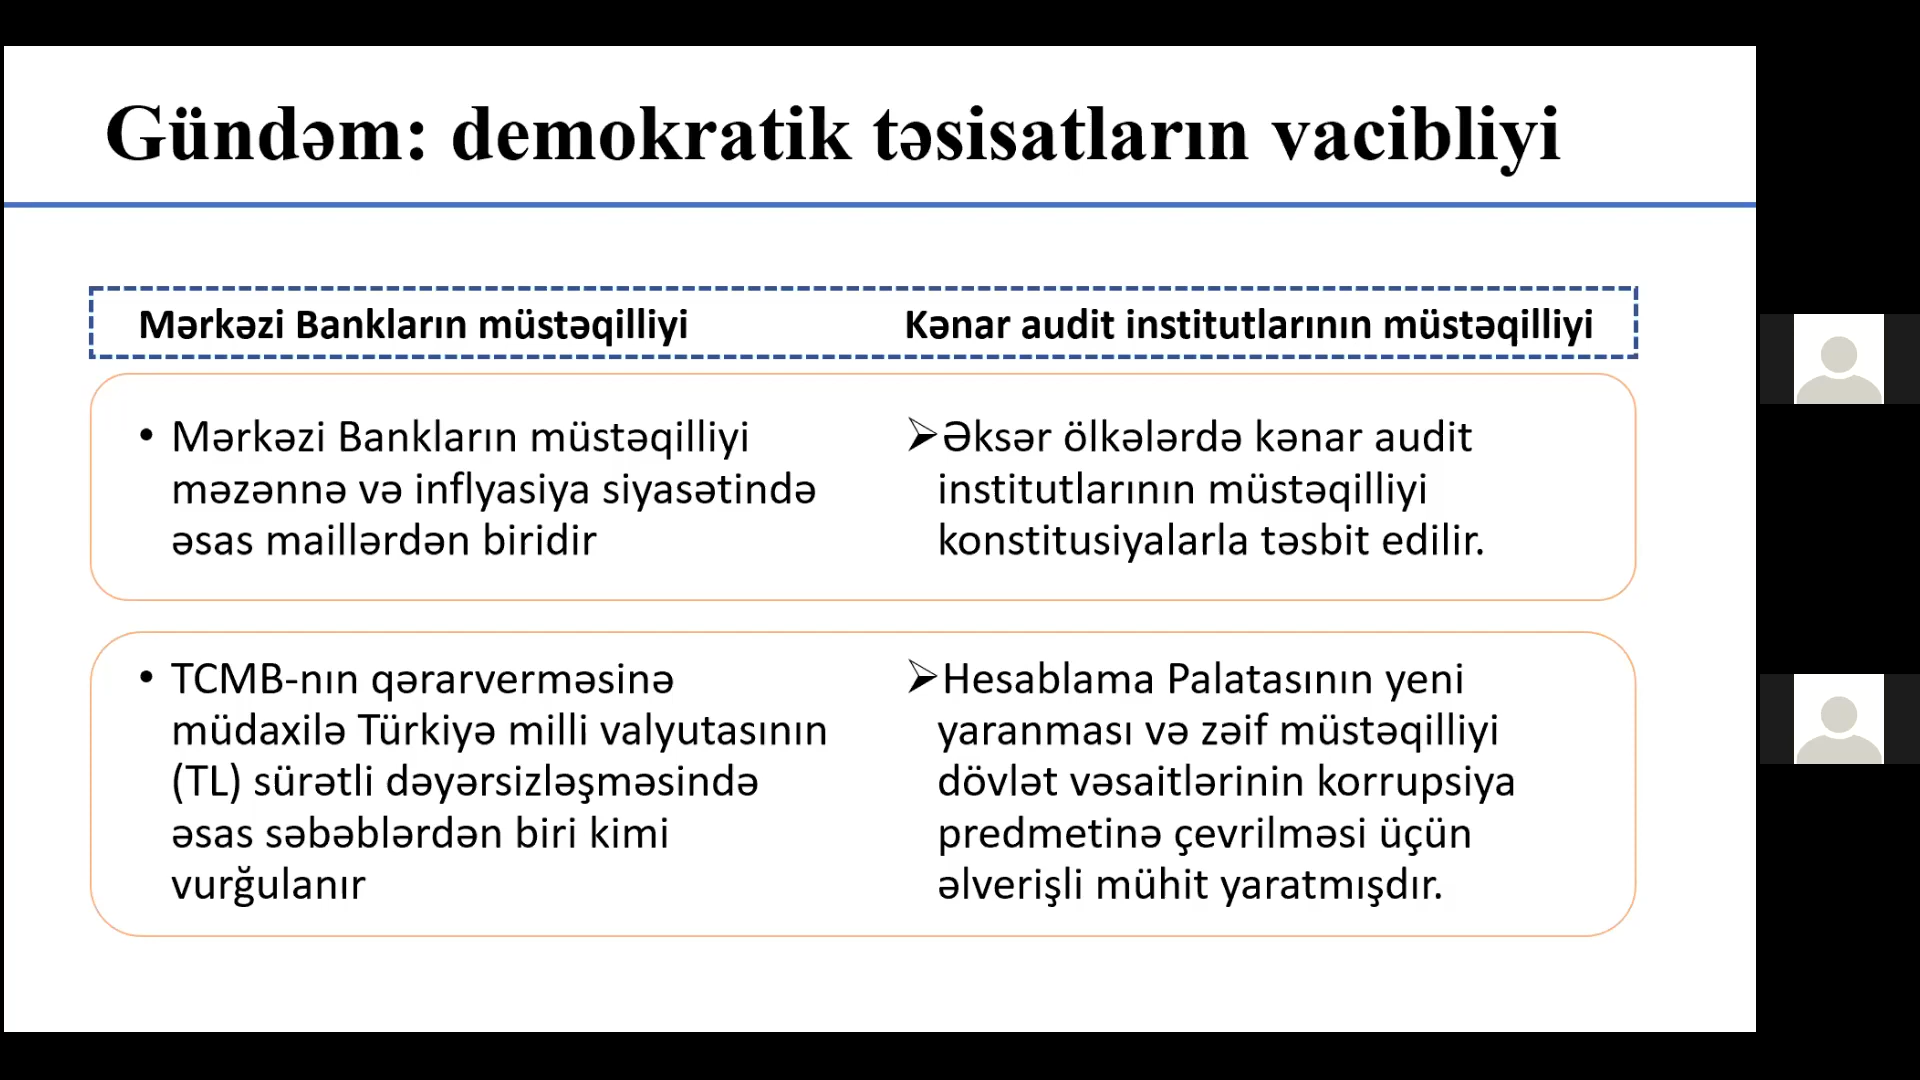 Gündəm: demokratik təsisatların vacibliyi
Mərkəzi Bankların müstəqilliyi
Kənar audit institutlarının müstəqilliyi
• Mərkəzi Bankların müstəqilliyi
məzənnə və inflyasiya siyasətində
əsas maillərdən biridir
➢Əksər ölkələrdə kənar audit
institutlarının müstəqilliyi
konstitusiyalarla təsbit edilir.
• TCMB-nın qərarverməsinə
müdaxilə Türkiyə milli valyutasının
(TL) sürətli dəyərsizləşməsində
əsas səbəblərdən biri kimi
vurğulanır
➢Hesablama Palatasının yeni
yaranması və zəif müstəqilliyi
dövlət vəsaitlərinin korrupsiya
predmetinə çevrilməsi üçün
əlverişli mühit yaratmışdır.